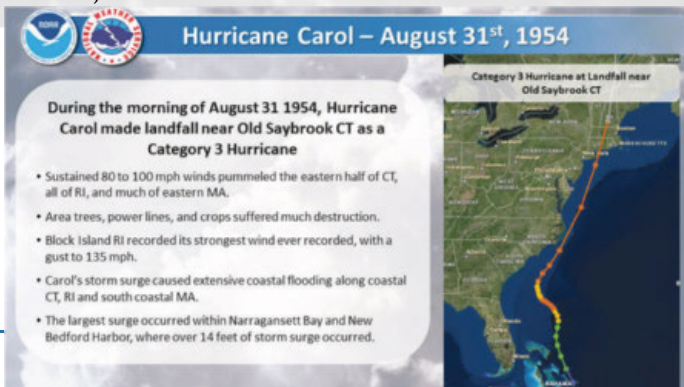 Hurricane Carol – August 31st, 1954
During the morning of August 31 1954, Hurricane
Carol made landfall near Old Saybrook CT as a
Category 3 Hurricane
• Sustained 80 to 100 mph winds pummeled the eastern half of CT,
all of RI, and much of eastern MA.
• Area trees, power lines, and crops suffered much destruction.
• Block Island RI recorded its strongest wind ever recorded, with a
gust to 135 mph.
• Carol's storm surge caused extensive coastal flooding along coastal
CT, RI and south coastal MA.
• The largest surge occurred within Narragansett Bay and New
Bedford Harbor, where over 14 feet of storm surge occurred.
Category 3 Hurricane at Landfall near
Old Saybrook CT
NOAA
NATIONAL WEATHER SERVICE
MASSACHUSETTS